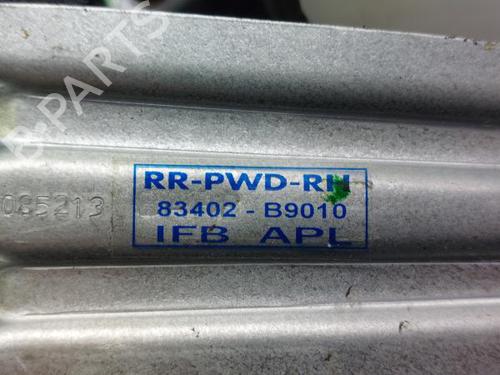 B-PARTS
085213
RR-PWD-RH
83402 - B9010
IFB APL